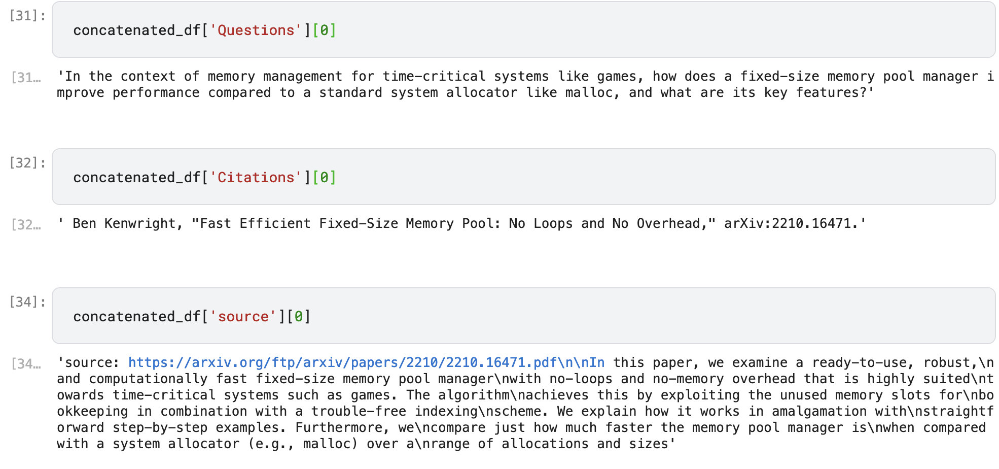 [31]:
concatenated_df['Questions'][0]
[31…
'In the context of memory management for time-critical systems like games, how does a fixed-size memory pool manager i
mprove performance compared to a standard system allocator like malloc, and what are its key features?'
[32]:
concatenated_df['Citations'][0]
[32…
' Ben Kenwright, "Fast Efficient Fixed-Size Memory Pool: No Loops and No Overhead," arXiv:2210.16471.'
[34]:
concatenated_df['source'][0]
[34…
'source: https://arxiv.org/ftp/arxiv/papers/2210/2210.16471.pdf\n\nIn this paper, we examine a ready-to-use, robust,\n
and computationally fast fixed-size memory pool manager\nwith no-loops and no-memory overhead that is highly suited\nt
owards time-critical systems such as games. The algorithm\nachieves this by exploiting the unused memory slots for\nbo
okkeeping in combination with a trouble-free indexing\nscheme. We explain how it works in amalgamation with\nstraightf
orward step-by-step examples. Furthermore, we\ncompare just how much faster the memory pool manager is\nwhen compared
with a system allocator (e.g., malloc) over a\nrange of allocations and sizes'